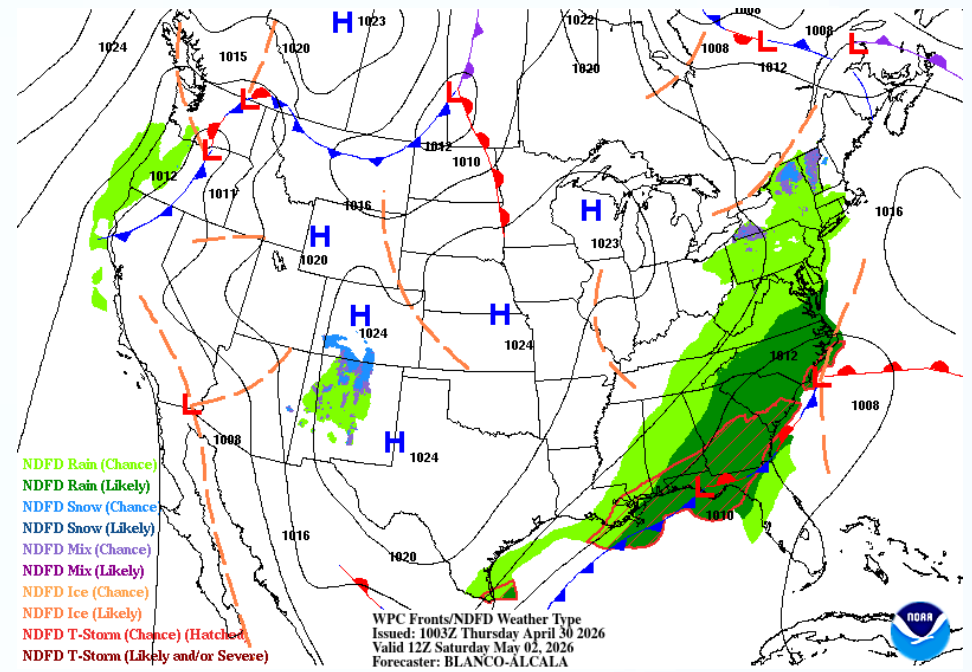 1023
1022
1008
1024
1015
1020
1008
1008
H
L
L
1020
1012
L
L
1012
1010
L
1012
1011
1016
H
1016
H
1020
1023
H
1024
H
1024
1012
L
L
1008
1008
H
1024
L
1010
1016
1020
NDFD Rain (Chance)
NDFD Rain (Likely)
NDFD Snow (Chance)
NDFD Snow (Likely)
NDFD Mix (Chance)
NDFD Mix (Likely)
NDFD Ice (Chance)
NDFD Ice (Likely)
NDFD T-Storm (Chance) (Hatched)
NDFD T-Storm (Likely and/or Severe)
WPC Fronts/NDFD Weather Type
Issued: 1003Z Thursday April 30 2026
Valid 12Z Saturday May 02, 2026
Forecaster: BLANCO-ALCALA
NOAA